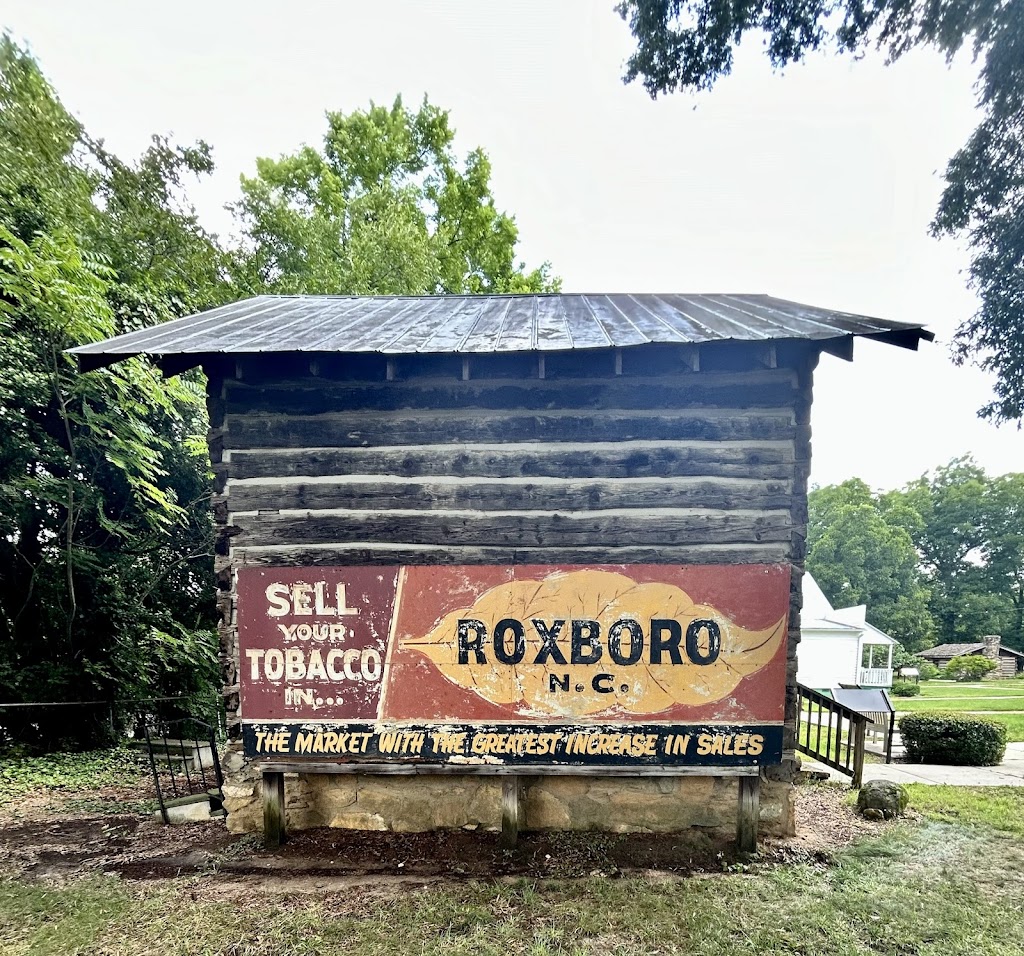 SELL
YOUR
TOBACCO
IN...
ROXBORO
N.C.
THE MARKET WITH THE GREATEST INCREASE IN SALES